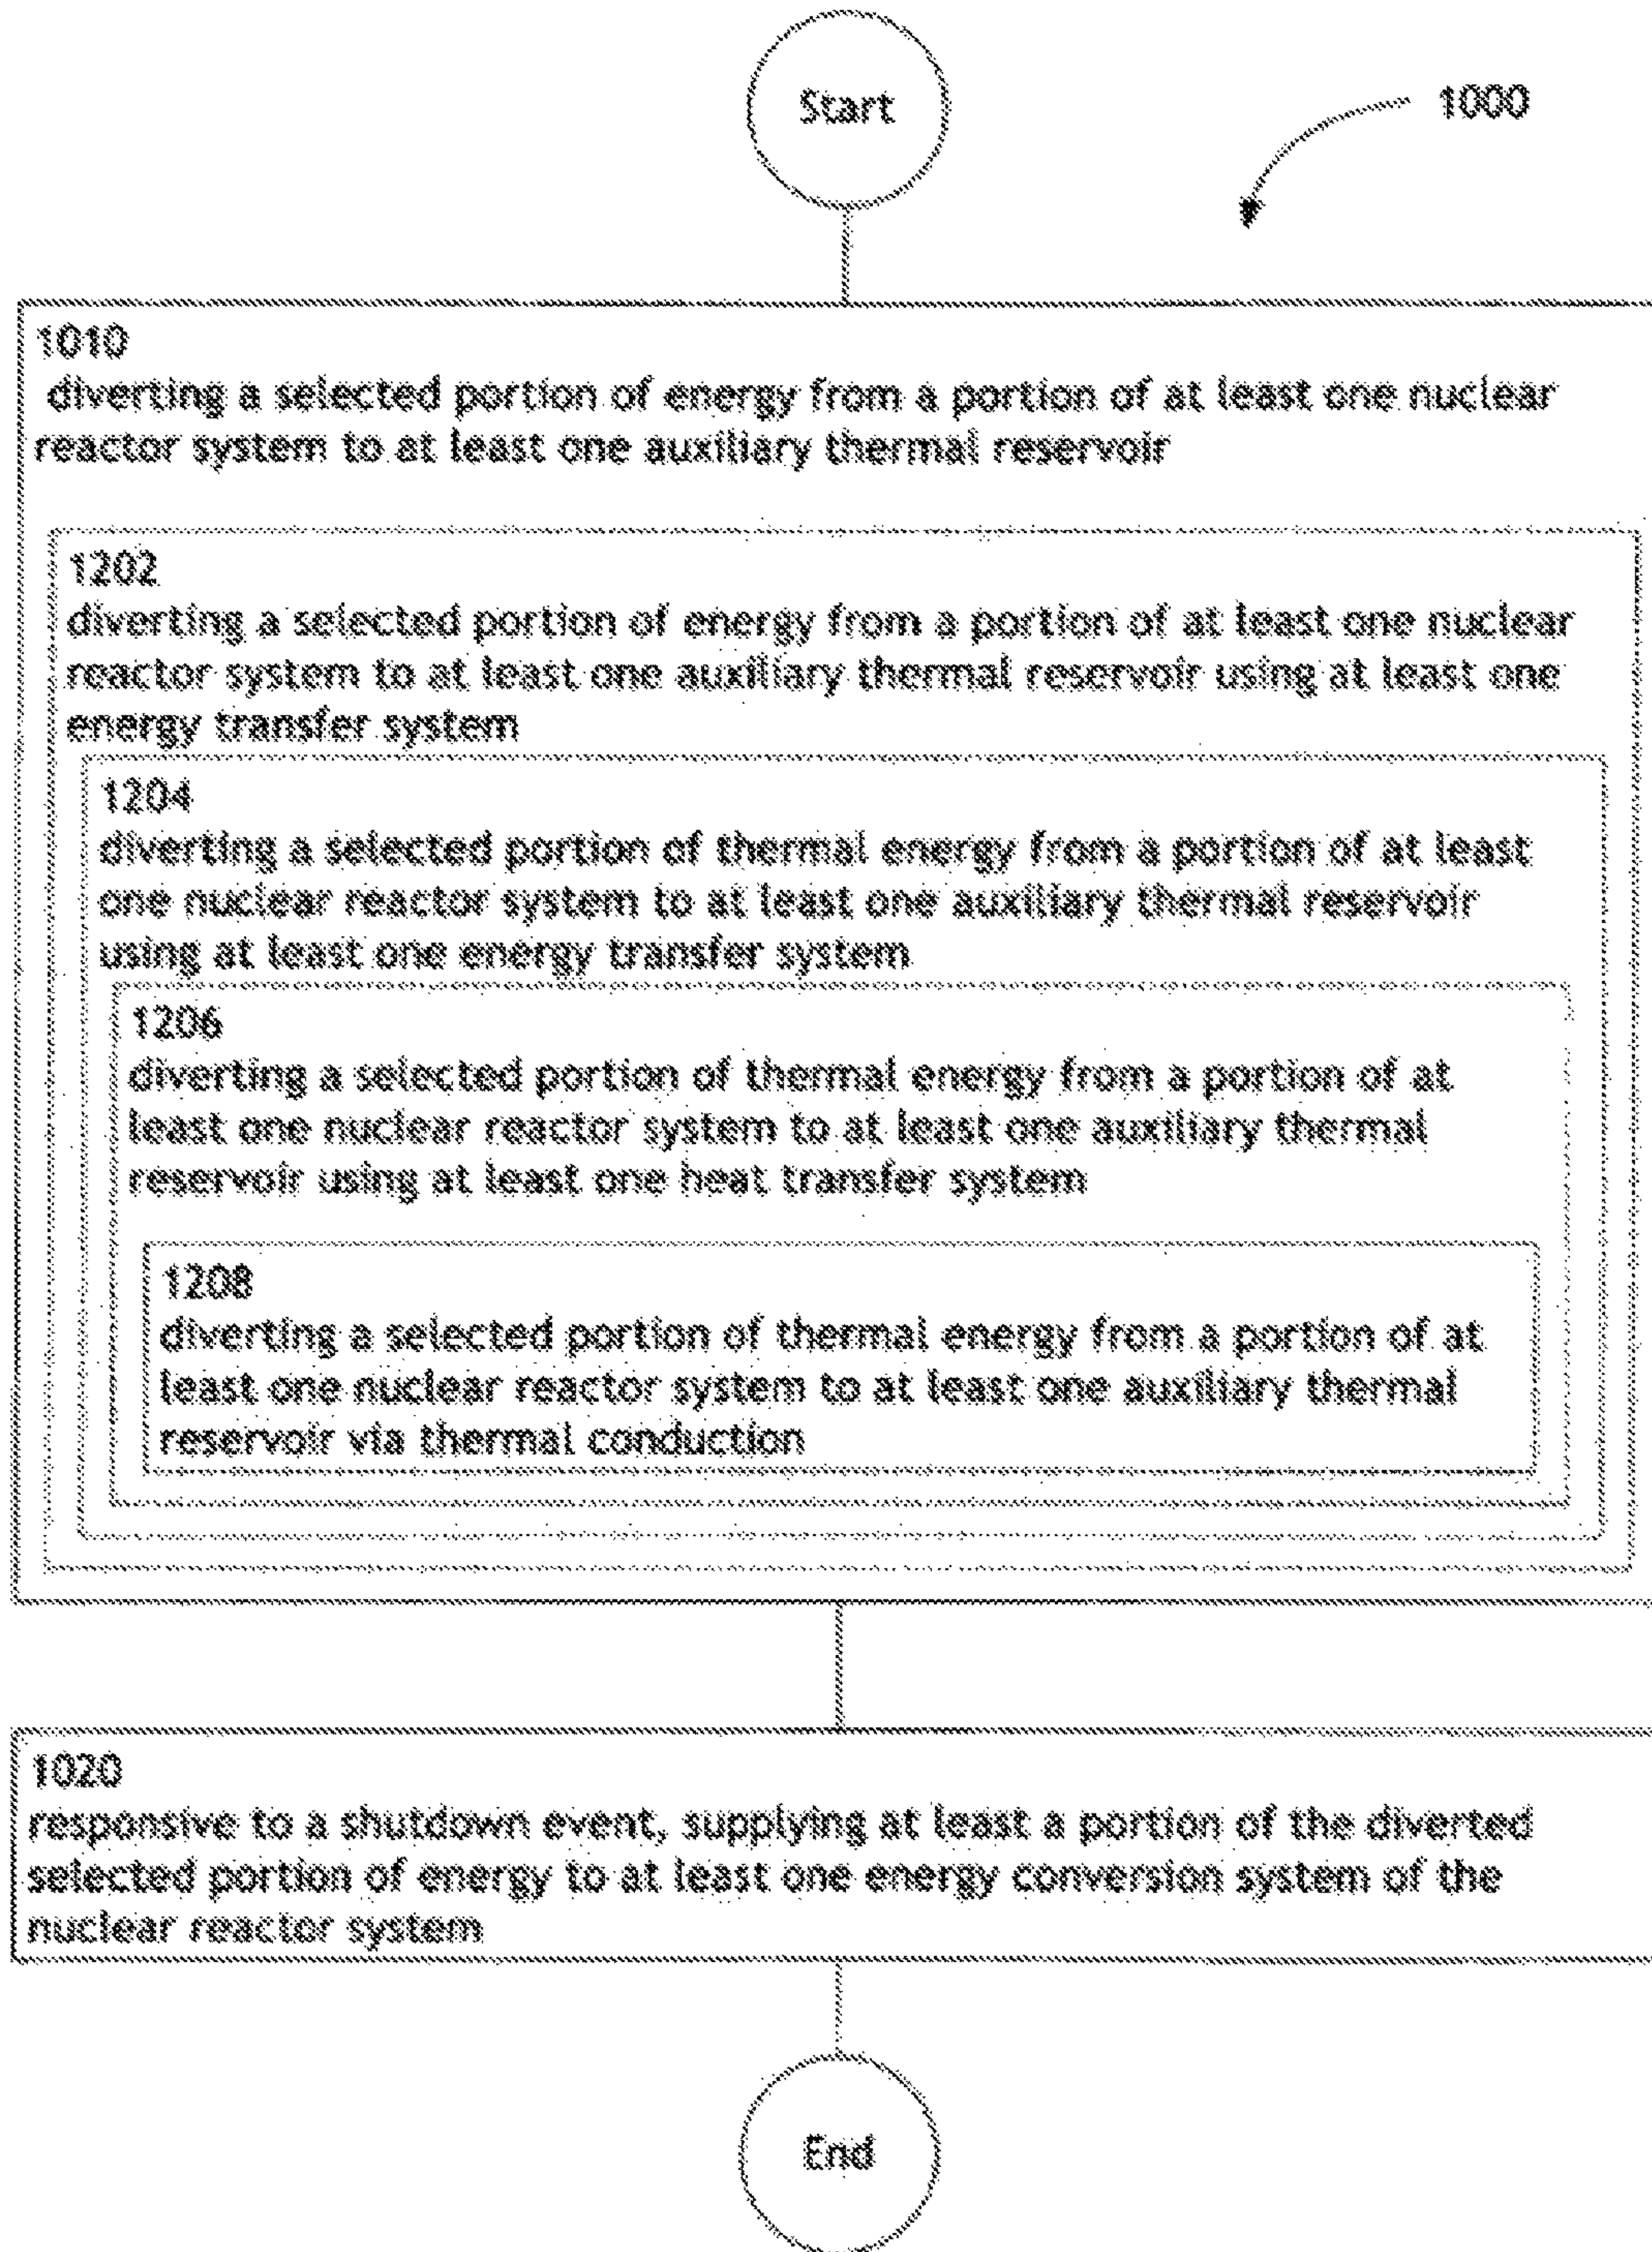 Start
1000
1010
diverting a selected portion of energy from a portion of at least one nuclear
reactor system to at least one auxiliary thermal reservoir
1202
diverting a selected portion of energy from a portion of at least one nuclear
reactor system to at least one auxiliary thermal reservoir using at least one
energy transfer system
1204
diverting a selected portion of thermal energy from a portion of at least
one nuclear reactor system to at least one auxiliary thermal reservoir
using at least one energy transfer system
1206
diverting a selected portion of thermal energy from a portion of at
least one nuclear reactor system to at least one auxiliary thermal
reservoir using at least one heat transfer system
1208
diverting a selected portion of thermal energy from a portion of at
least one nuclear reactor system to at least one auxiliary thermal
reservoir via thermal conduction
1020
responsive to a shutdown event, supplying at least a portion of the diverted
selected portion of energy to at least one energy conversion system of the
nuclear reactor system
End